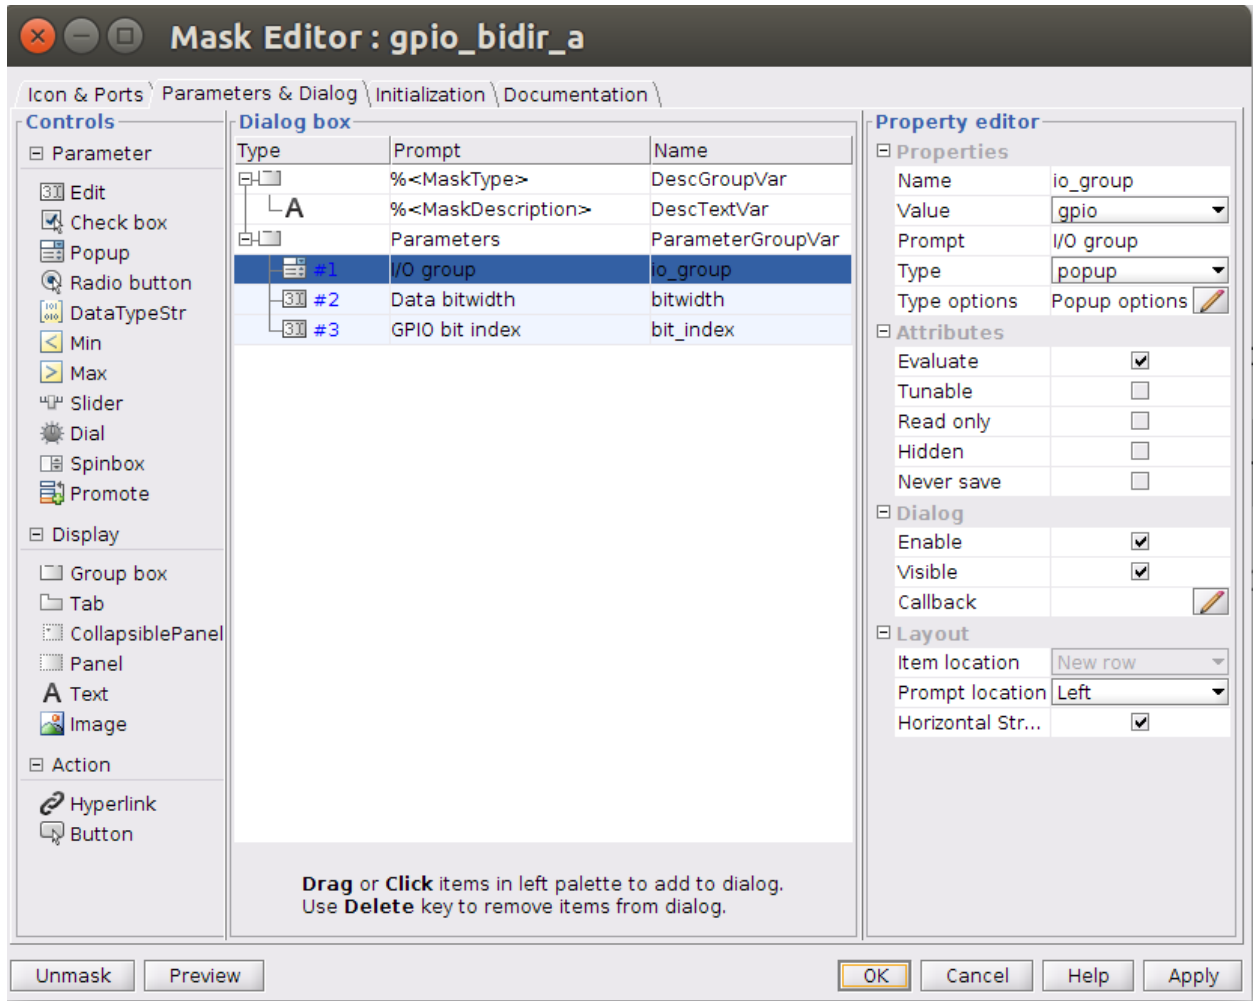 Mask Editor : gpio_bidir_a
Icon & Ports Parameters & Dialog Initialization Documentation
Controls
Parameter
Edit
Check box
Popup
Radio button
DataTypeStr
Min
Max
Slider
Dial
Spinbox
Promote
Display
Group box
Tab
CollapsiblePanel
Panel
A Text
Image
Action
Hyperlink
Button
Dialog box
Type Prompt Name
%<MaskType> DescGroupVar
A %<MaskDescription> DescTextVar
Parameters ParameterGroupVar
#1 I/O group io_group
#2 Data bitwidth bitwidth
#3 GPIO bit index bit_index
Drag or Click items in left palette to add to dialog.
Use Delete key to remove items from dialog.
Property editor
Properties
Name io_group
Value gpio
Prompt I/O group
Type popup
Type options Popup options
Attributes
Evaluate
Tunable
Read only
Hidden
Never save
Dialog
Enable
Visible
Callback
Layout
Item location New row
Prompt location Left
Horizontal Str...
Unmask Preview OK Cancel Help Apply